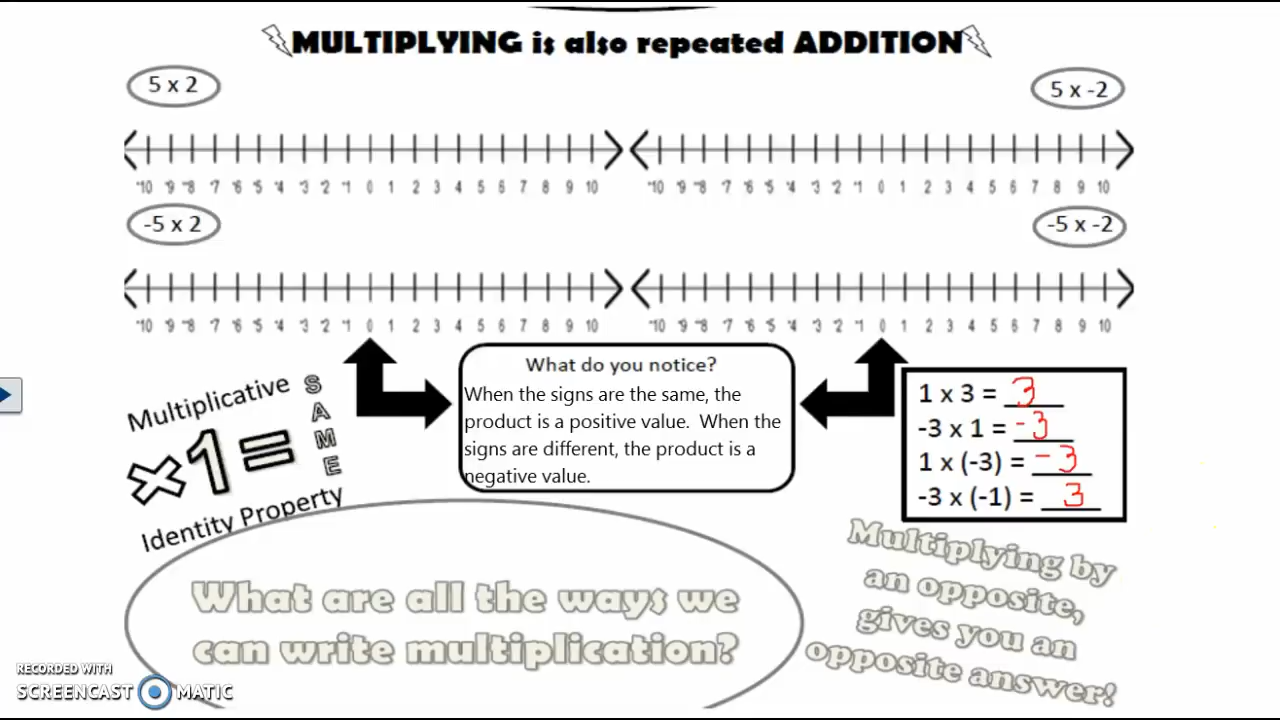 MULTIPLYING is also repeated ADDITION
5 x 2
5 x -2
-10 -9 -8 -7 -6 -5 -4 -3 -2 -1 0 1 2 3 4 5 6 7 8 9 10
-10 -9 -8 -7 -6 -5 -4 -3 -2 -1 0 1 2 3 4 5 6 7 8 9 10
-5 x 2
-5 x -2
-10 -9 -8 -7 -6 -5 -4 -3 -2 -1 0 1 2 3 4 5 6 7 8 9 10
-10 -9 -8 -7 -6 -5 -4 -3 -2 -1 0 1 2 3 4 5 6 7 8 9 10
Multiplicative
×1=
SAME
Identity Property
What do you notice?
When the signs are the same, the
product is a positive value. When the
signs are different, the product is a
negative value.
1 x 3 = 3
-3 x 1 = -3
1 x (-3) = -3
-3 x (-1) = 3
What are all the ways we
can write multiplication?
Multiplying by
an opposite,
gives you an
opposite answer!
RECORDED WITH
SCREENCAST MATIC